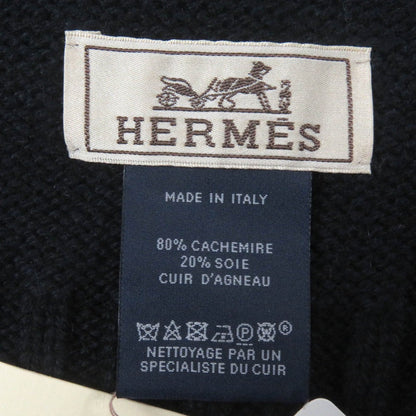 HERMÈS
MADE IN ITALY
80% CACHEMIRE
20% SOIE
CUIR D'AGNEAU
P W ®
NETTOYAGE PAR UN
SPECIALISTE DU CUIR